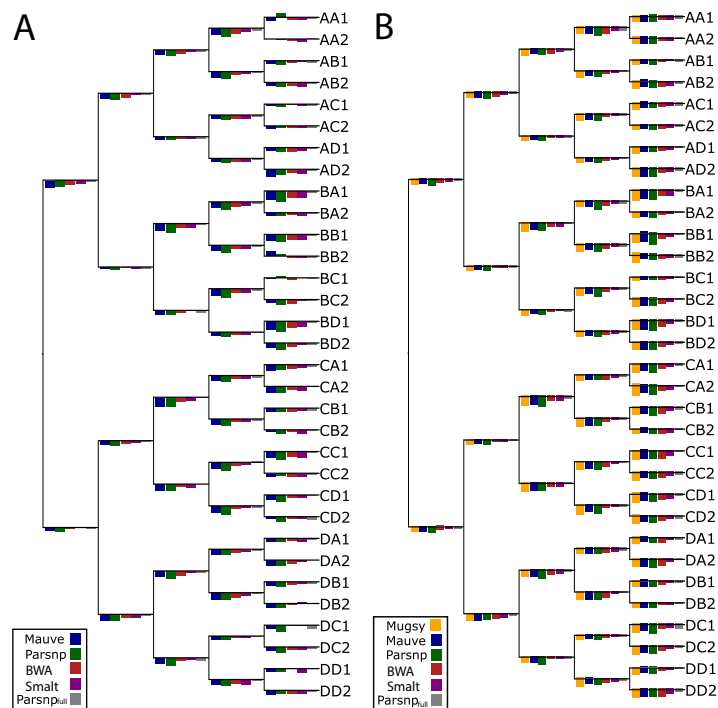 A
AA1
AA2
AB1
AB2
AC1
AC2
AD1
AD2
BA1
BA2
BB1
BB2
BC1
BC2
BD1
BD2
CA1
CA2
CB1
CB2
CC1
CC2
CD1
CD2
DA1
DA2
DB1
DB2
DC1
DC2
DD1
DD2
Mauve
Parsnp
BWA
Smalt
Parsnpfull
B
AA1
AA2
AB1
AB2
AC1
AC2
AD1
AD2
BA1
BA2
BB1
BB2
BC1
BC2
BD1
BD2
CA1
CA2
CB1
CB2
CC1
CC2
CD1
CD2
DA1
DA2
DB1
DB2
DC1
DC2
DD1
DD2
Mugsy
Mauve
Parsnp
BWA
Smalt
Parsnpfull